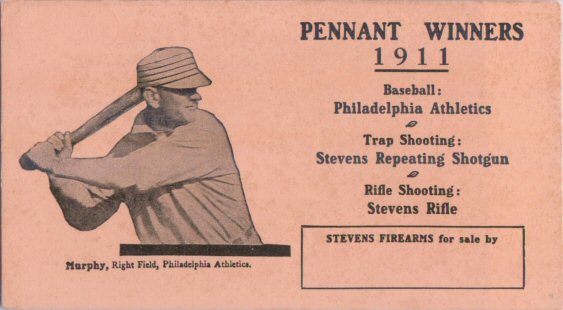 PENNANT WINNERS
1911
Baseball:
Philadelphia Athletics
Trap Shooting:
Stevens Repeating Shotgun
Rifle Shooting:
Stevens Rifle
STEVENS FIREARMS for sale by
Murphy, Right Field, Philadelphia Athletics.